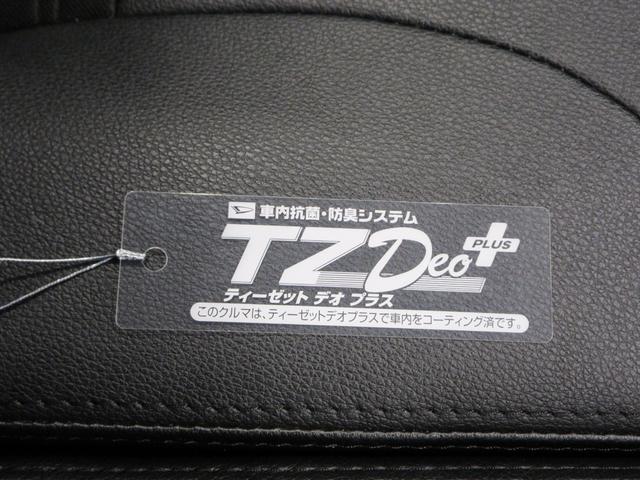 車内抗菌・防臭システム
TZ Deo PLUS
ティーゼット デオ プラス
このクルマは、ティーゼットデオプラスで車内をコーティング済です。